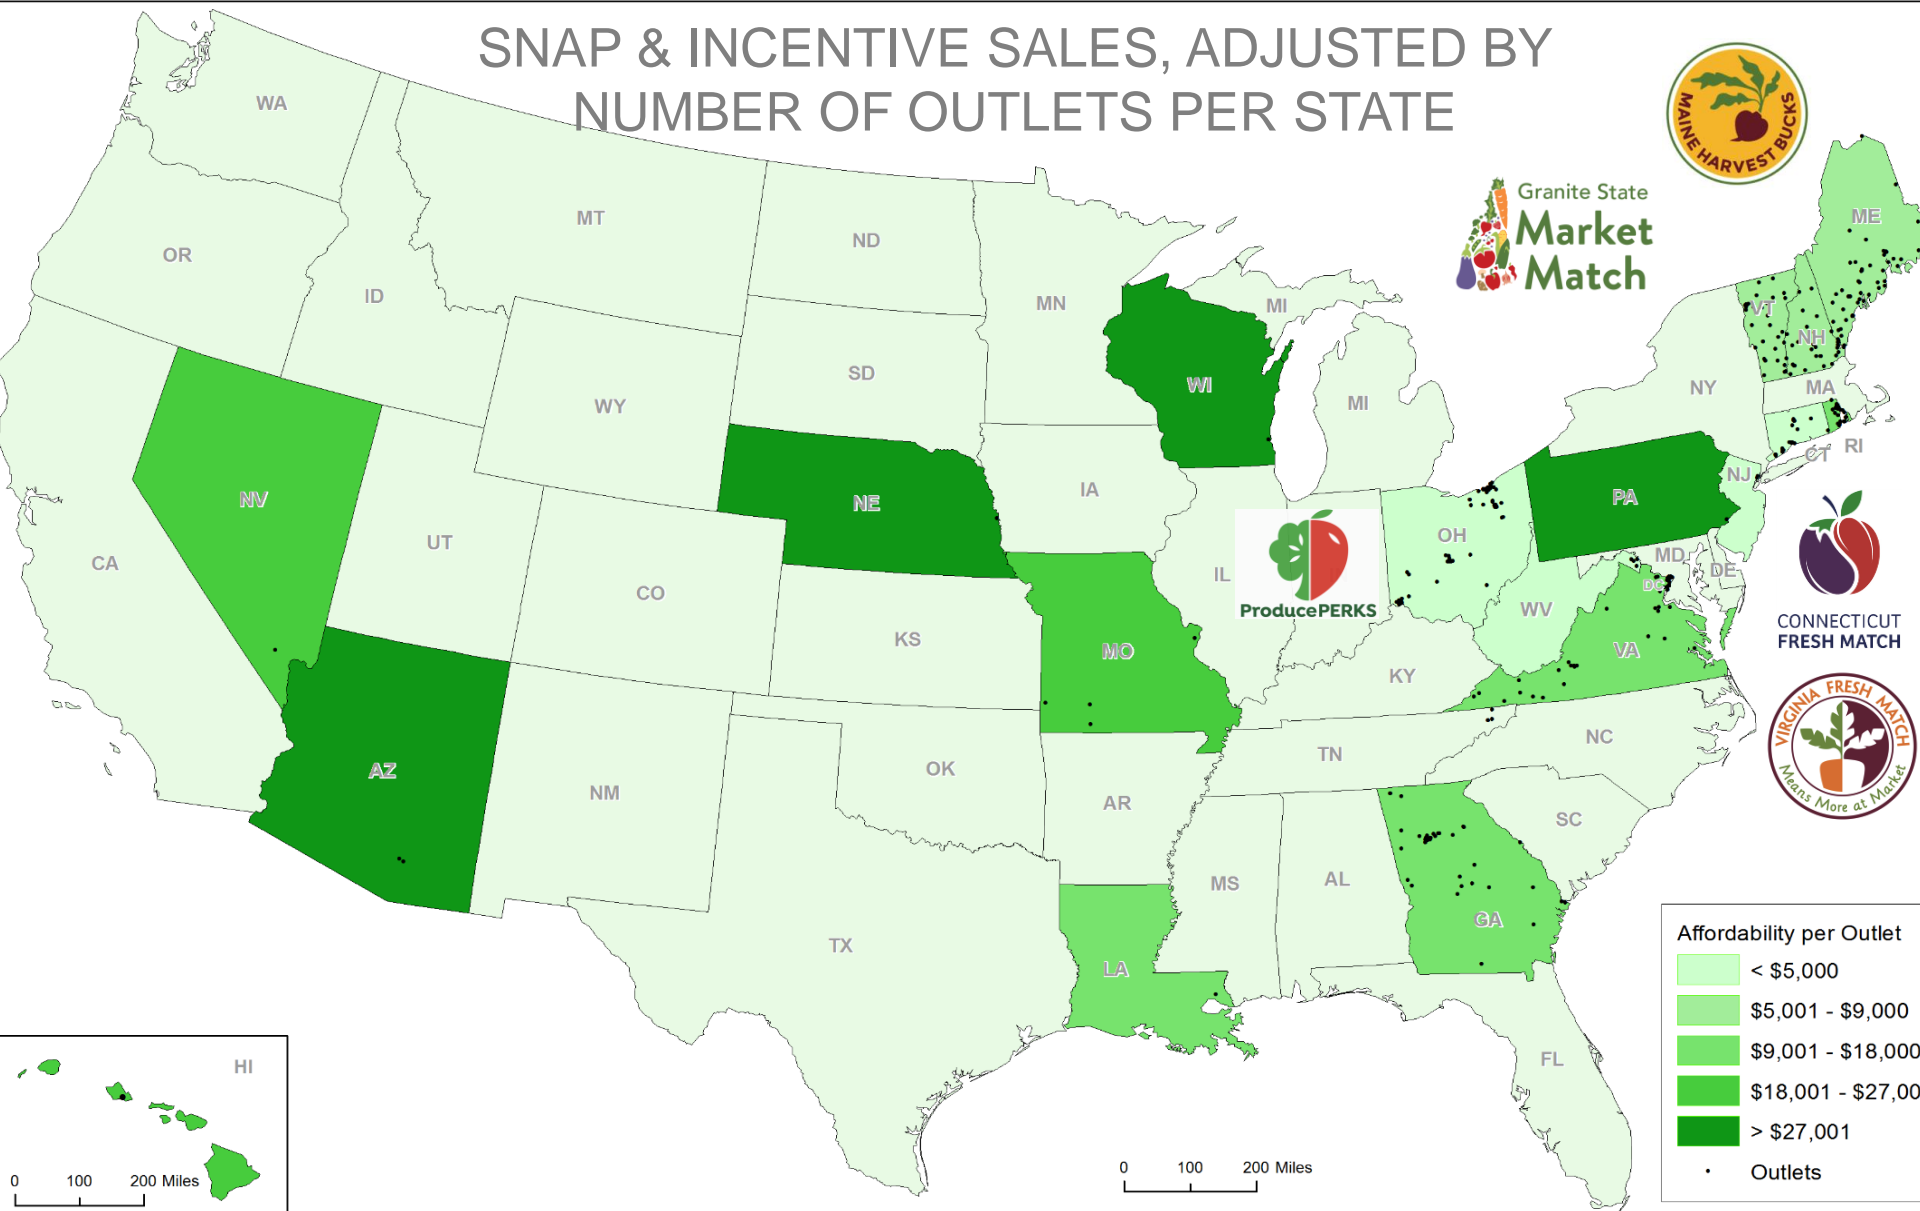 SNAP & INCENTIVE SALES, ADJUSTED BY
NUMBER OF OUTLETS PER STATE
MAINE HARVEST BUCKS
Granite State
Market
Match
WA
MT
ND
OR
ID
MN
MI
ME
VT
NH
SD
WY
WI
MI
NY
MA
CT
RI
NJ
NV
NE
IA
PA
UT
CA
CO
IL
OH
MD
DE
DC
WV
ProducePERKS
CONNECTICUT
FRESH MATCH
KS
MO
KY
VA
VIRGINIA FRESH MATCH
Means More at Market
AZ
NM
OK
AR
TN
NC
SC
MS
AL
GA
TX
LA
FL
HI
0 100 200 Miles
0 100 200 Miles
Affordability per Outlet
< $5,000
$5,001 - $9,000
$9,001 - $18,000
$18,001 - $27,00
> $27,001
Outlets